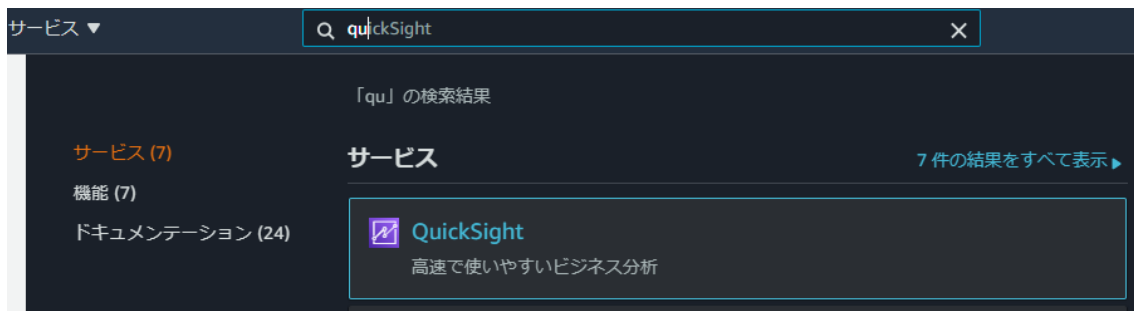 サービス ▼
quickSight
「qu」の検索結果
サービス (7)
サービス
7 件の結果をすべて表示▶
機能 (7)
ドキュメンテーション (24)
QuickSight
高速で使いやすいビジネス分析